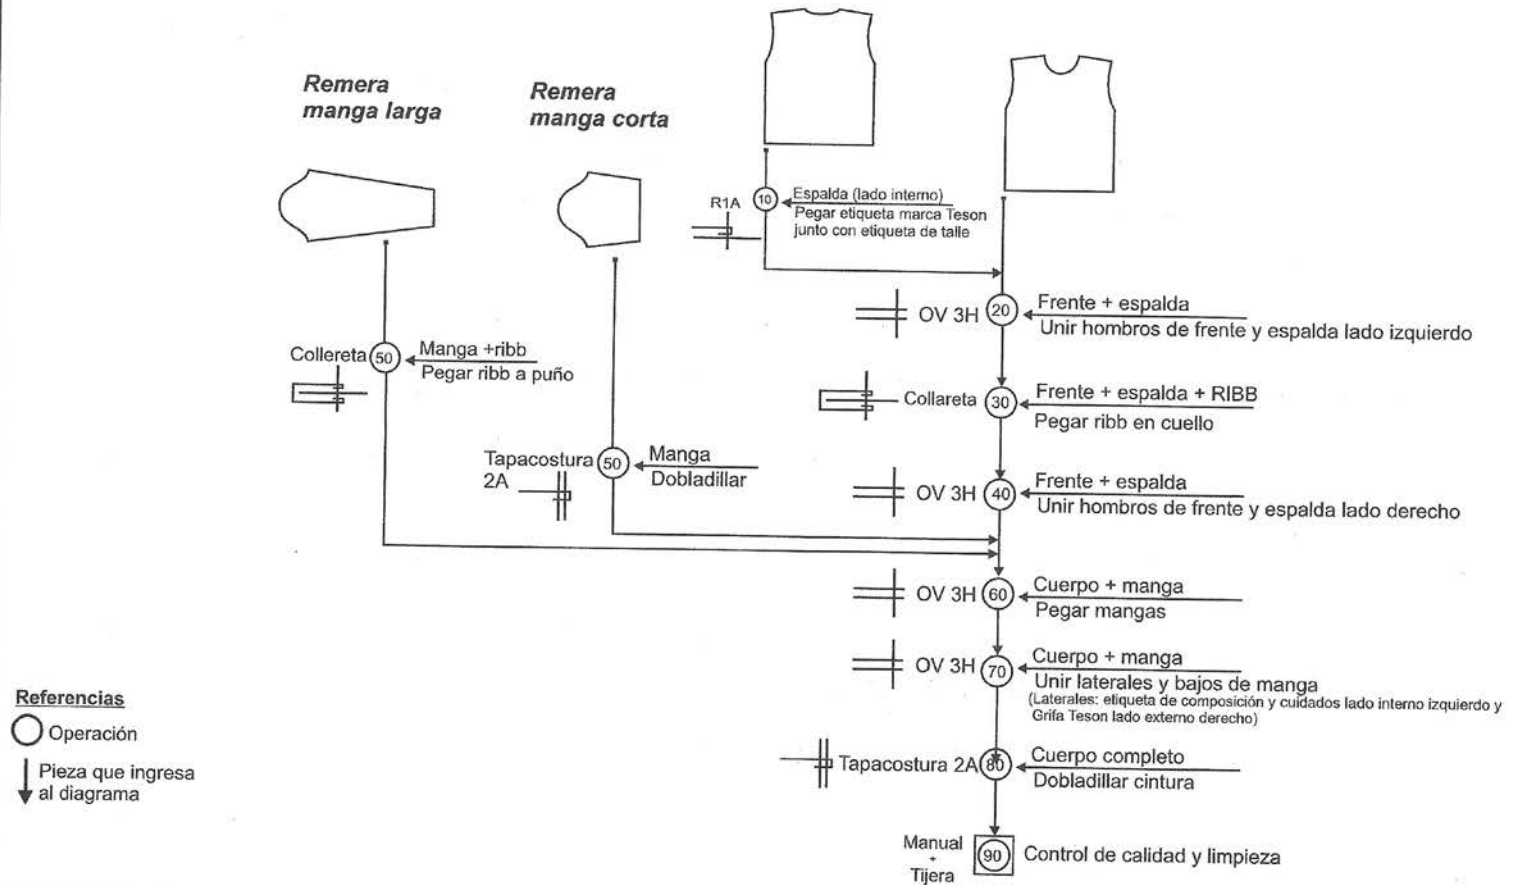 Remera
manga larga
Remera
manga corta
R1A
10
Espalda (lado interno)
Pegar etiqueta marca Teson
junto con etiqueta de talle
OV 3H
20
Frente + espalda
Unir hombros de frente y espalda lado izquierdo
Collereta
50
Manga +ribb
Pegar ribb a puño
Collareta
30
Frente + espalda + RIBB
Pegar ribb en cuello
Tapacostura
2A
50
Manga
Dobladillar
OV 3H
40
Frente + espalda
Unir hombros de frente y espalda lado derecho
OV 3H
60
Cuerpo + manga
Pegar mangas
OV 3H
70
Cuerpo + manga
Unir laterales y bajos de manga
(Laterales: etiqueta de composición y cuidados lado interno izquierdo y
Grifa Teson lado externo derecho)
Referencias
Operación
Pieza que ingresa
al diagrama
Tapacostura 2A
80
Cuerpo completo
Dobladillar cintura
Manual
+
Tijera
90
Control de calidad y limpieza